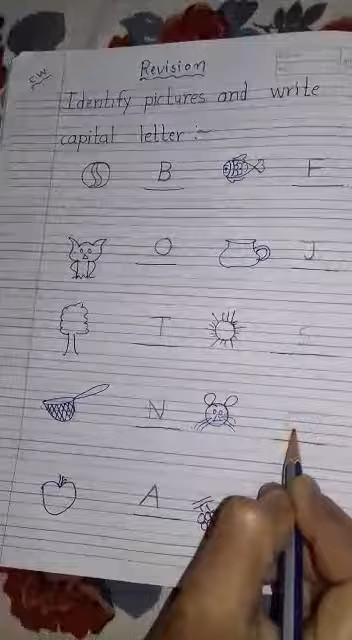 CW
Revision
Identify pictures and write
capital letter :-
B F
O J
T S
N
A